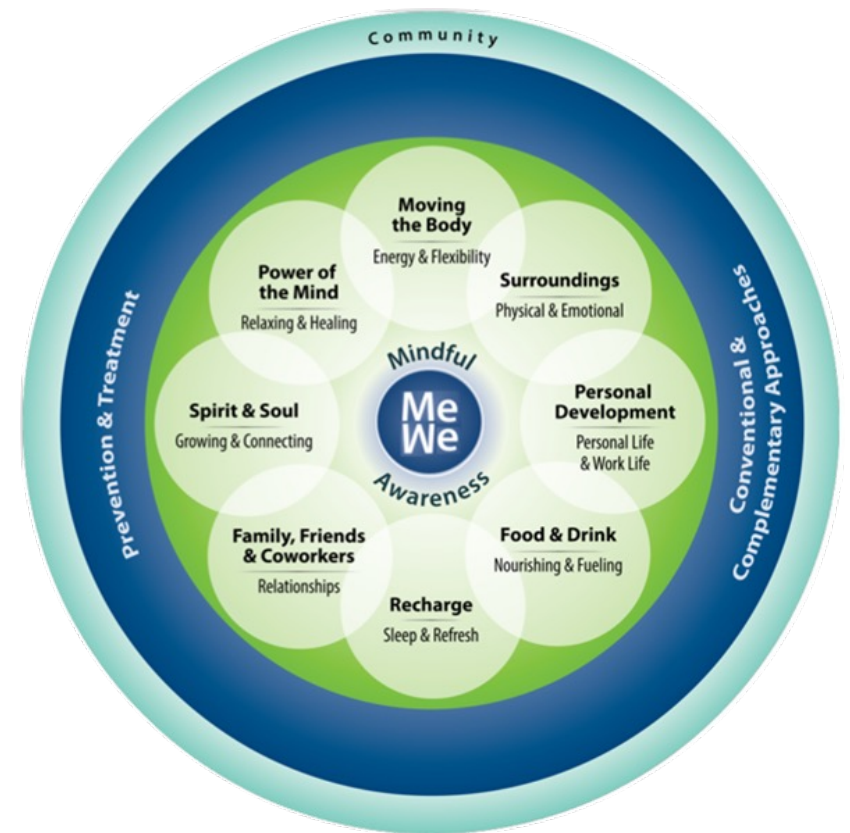 Community
Prevention & Treatment
Conventional &
Complementary Approaches
Moving
the Body
Energy & Flexibility
Surroundings
Physical & Emotional
Personal
Development
Personal Life
& Work Life
Food & Drink
Nourishing & Fueling
Recharge
Sleep & Refresh
Family, Friends
& Coworkers
Relationships
Spirit & Soul
Growing & Connecting
Power of
the Mind
Relaxing & Healing
Mindful
Me
We
Awareness